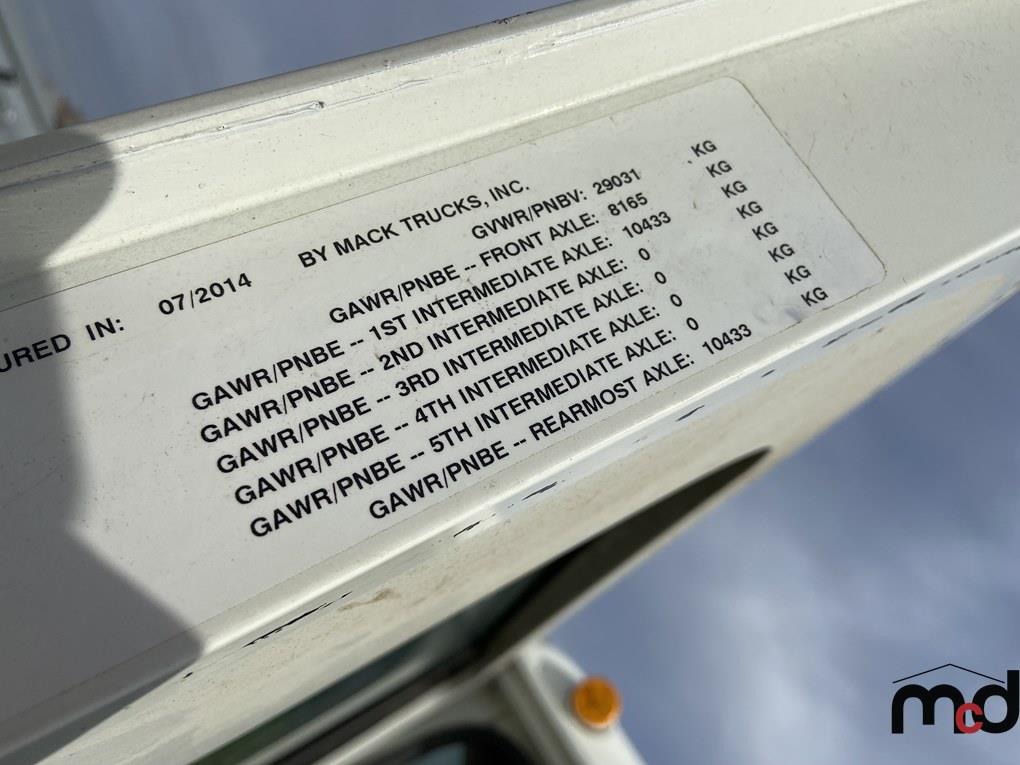 URED IN: 07/2014 BY MACK TRUCKS, INC.
GVWR/PNBV: 29031 KG
GAWR/PNBE -- FRONT AXLE: 8165 KG
GAWR/PNBE -- 1ST INTERMEDIATE AXLE: 10433 KG
GAWR/PNBE -- 2ND INTERMEDIATE AXLE: 0 KG
GAWR/PNBE -- 3RD INTERMEDIATE AXLE: 0 KG
GAWR/PNBE -- 4TH INTERMEDIATE AXLE: 0 KG
GAWR/PNBE -- 5TH INTERMEDIATE AXLE: 0 KG
GAWR/PNBE -- REARMOST AXLE: 10433 KG
mcd